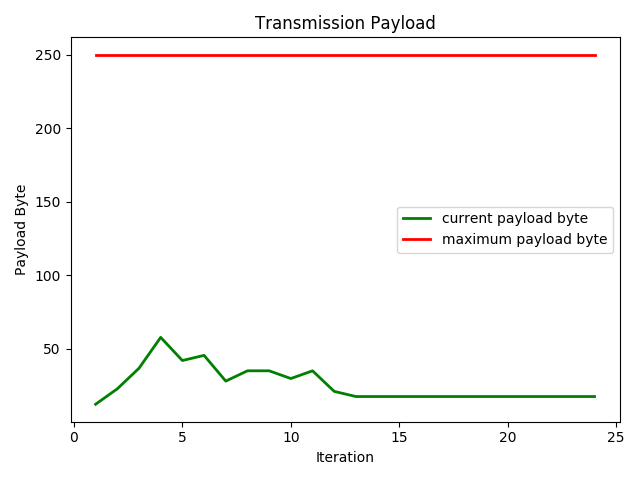 Transmission Payload
250
200
150
100
50
Payload Byte
current payload byte
maximum payload byte
0 5 10 15 20 25
Iteration